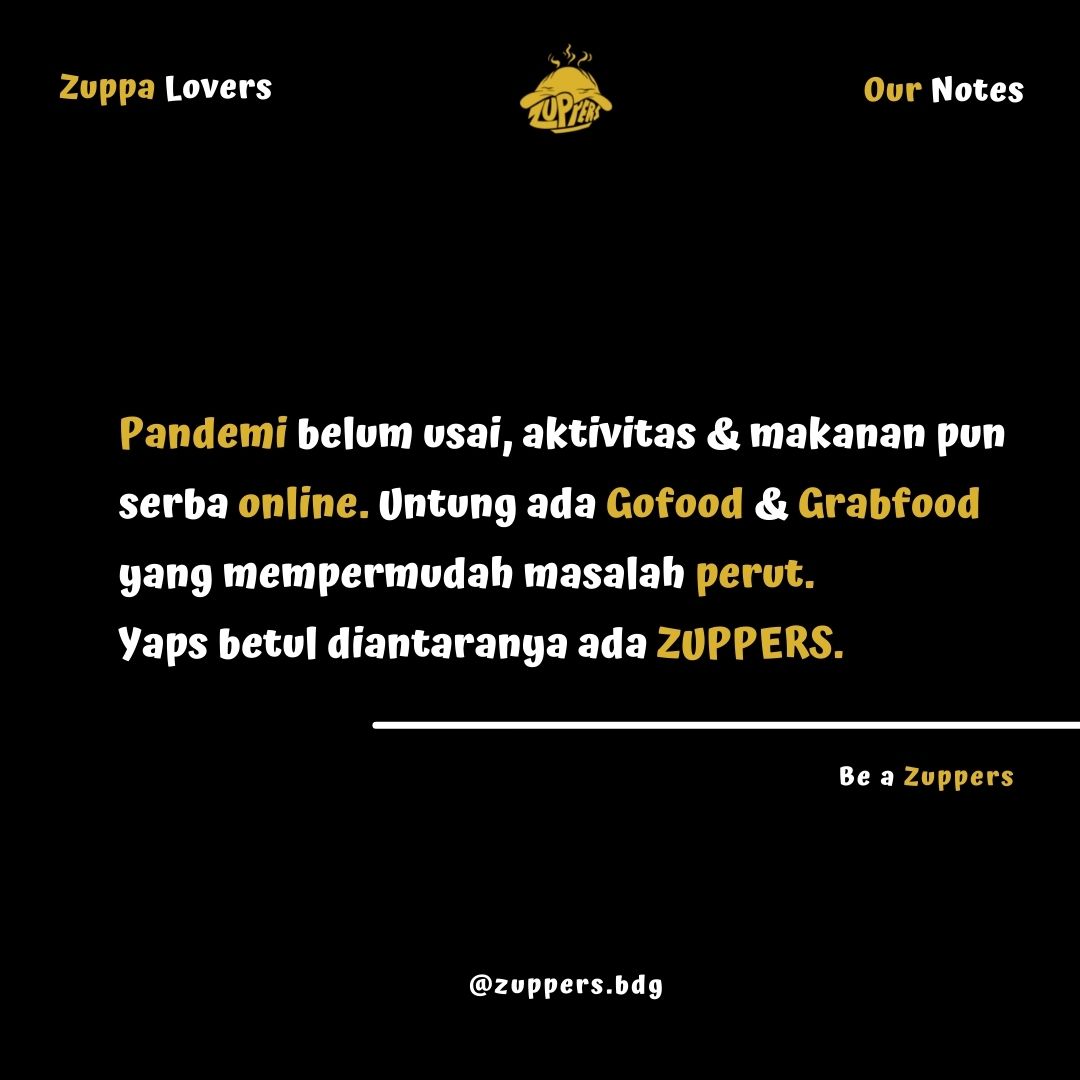 Zuppa Lovers
ZUPPERS
Our Notes
Pandemi belum usai, aktivitas & makanan pun
serba online. Untung ada Gofood & Grabfood
yang mempermudah masalah perut.
Yaps betul diantaranya ada ZUPPERS.
Be a Zuppers
@zuppers.bdg